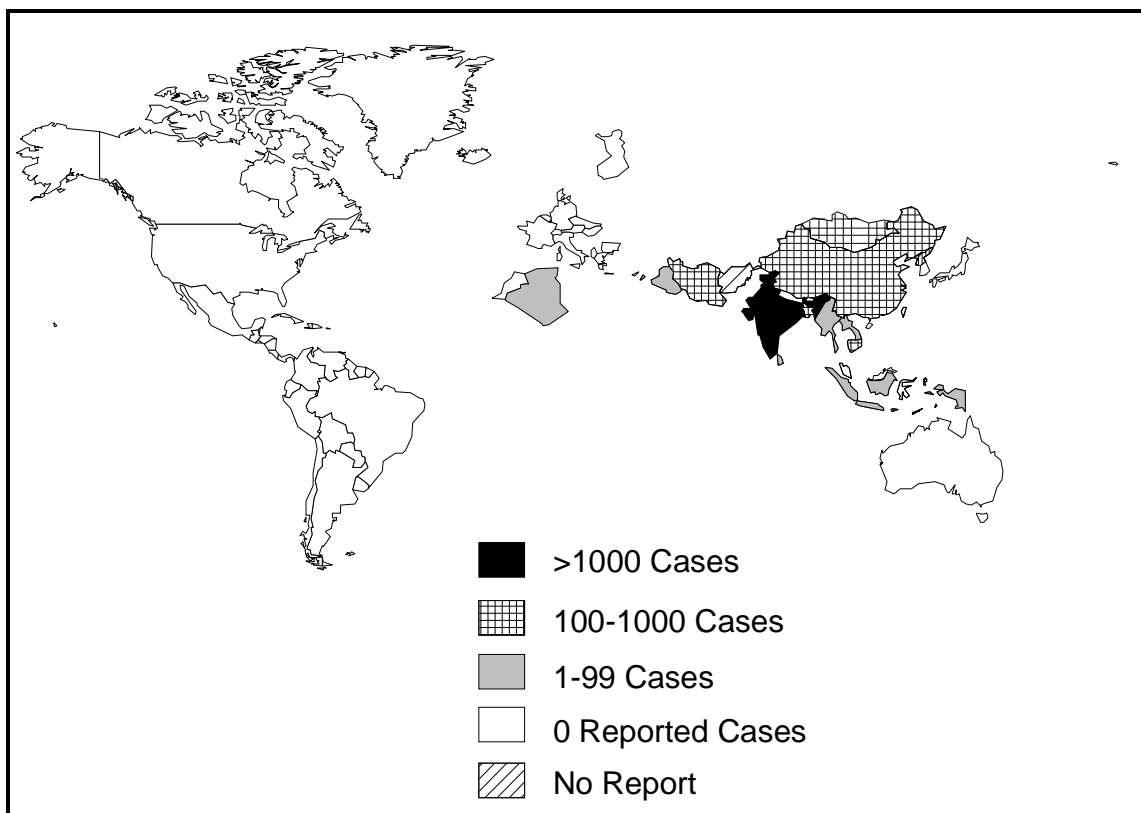 >1000 Cases
100-1000 Cases
1-99 Cases
0 Reported Cases
No Report